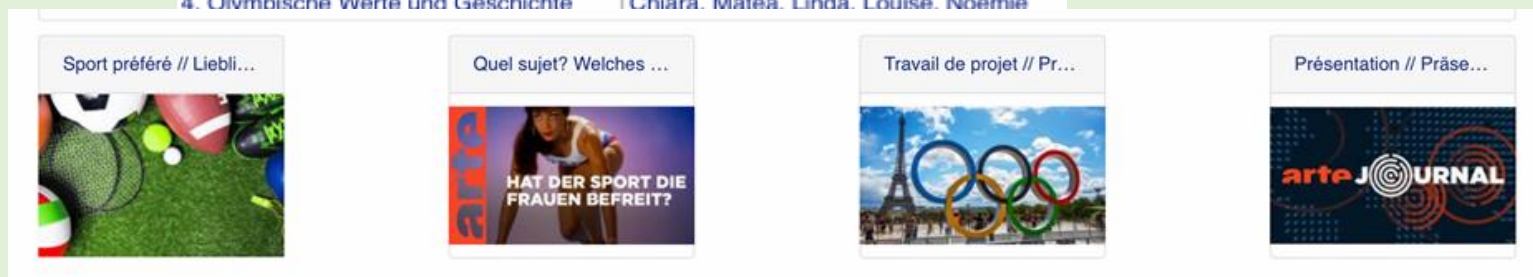 4. Olympische Werte und Geschichte Chiara, Matea, Linda, Louise, Noemie
Sport préféré // Liebli...
Quel sujet? Welches ...
Travail de projet // Pr...
Présentation // Präse...
arte
HAT DER SPORT DIE
FRAUEN BEFREIT?
arte JOURNAL